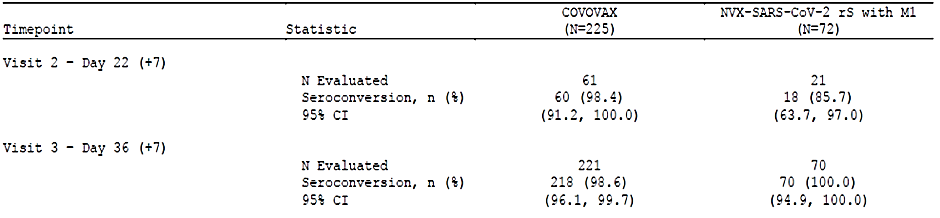 COVOVAX NVX-SARS-CoV-2 rS with M1
Timepoint Statistic (N=225) (N=72)
Visit 2 - Day 22 (+7)
N Evaluated 61 21
Seroconversion, n (%) 60 (98.4) 18 (85.7)
95% CI (91.2, 100.0) (63.7, 97.0)
Visit 3 - Day 36 (+7)
N Evaluated 221 70
Seroconversion, n (%) 218 (98.6) 70 (100.0)
95% CI (96.1, 99.7) (94.9, 100.0)